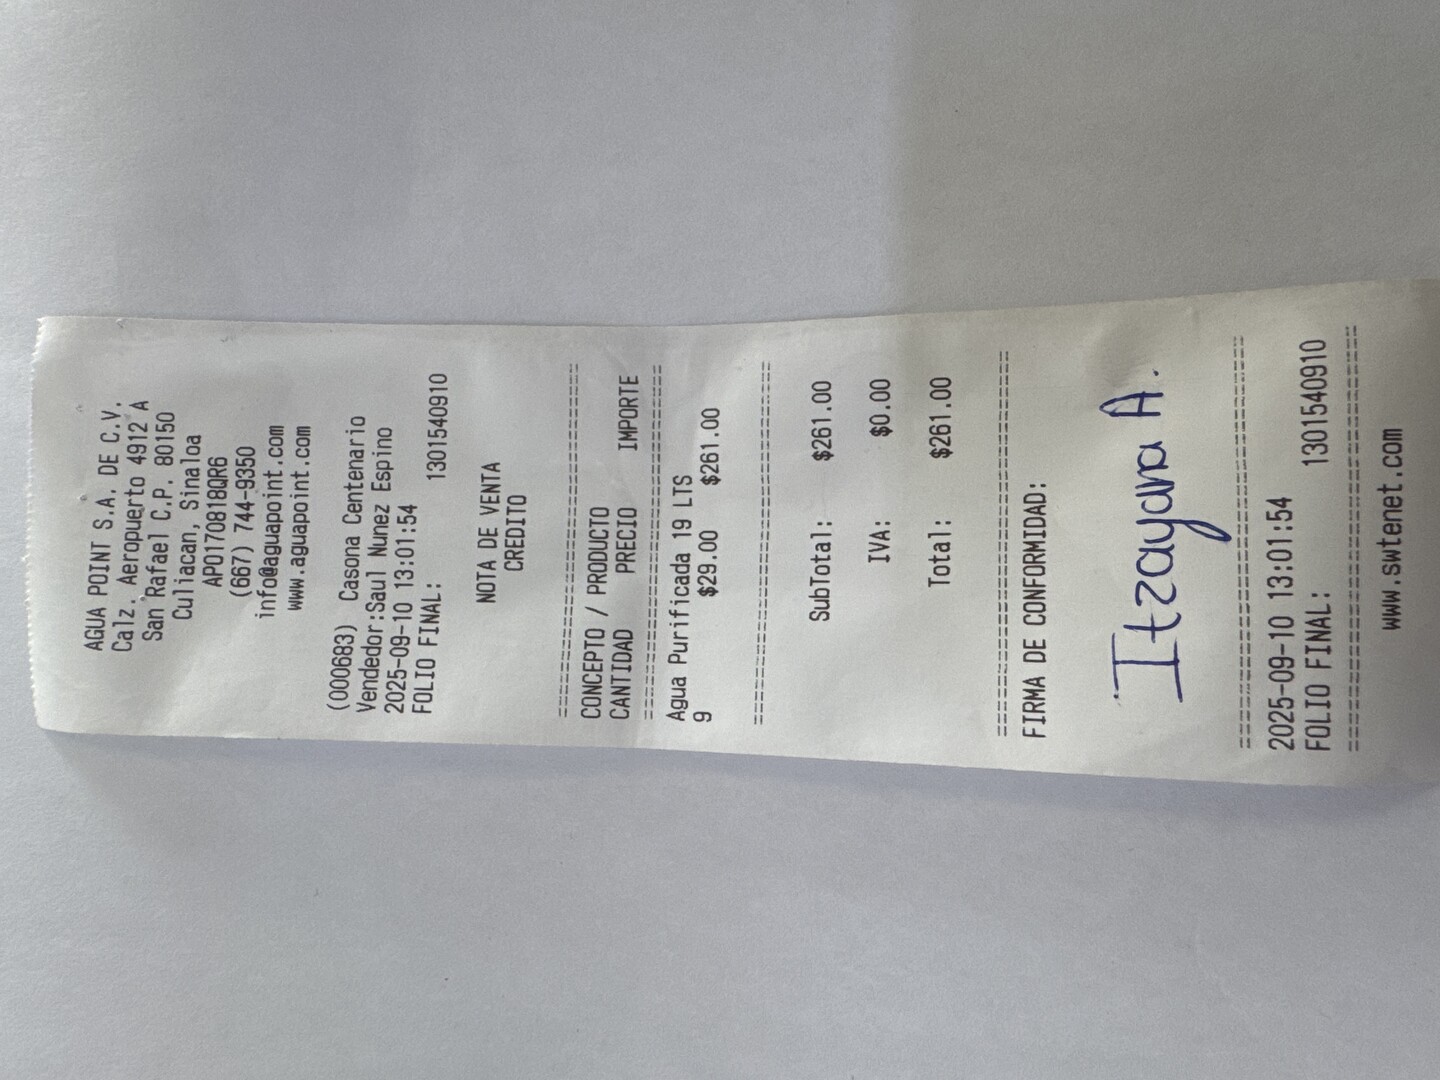 AGUA POINT S.A. DE C.V.
Calz. Aeropuerto 4912 A
San Rafael C.P. 80150
Culiacan, Sinaloa
APO170818QR6
(667) 744-9350
info@aguapoint.com
www.aguapoint.com
(000683) Casona Centenario
Vendedor:Saul Nunez Espino
2025-09-10 13:01:54
FOLIO FINAL: 1301540910
NOTA DE VENTA
CREDITO
CONCEPTO / PRODUCTO
CANTIDAD PRECIO IMPORTE
Agua Purificada 19 LTS
9 $29.00 $261.00
SubTotal: $261.00
IVA: $0.00
Total: $261.00
FIRMA DE CONFORMIDAD:
Itzayana A.
2025-09-10 13:01:54
FOLIO FINAL: 1301540910
www.swtenet.com